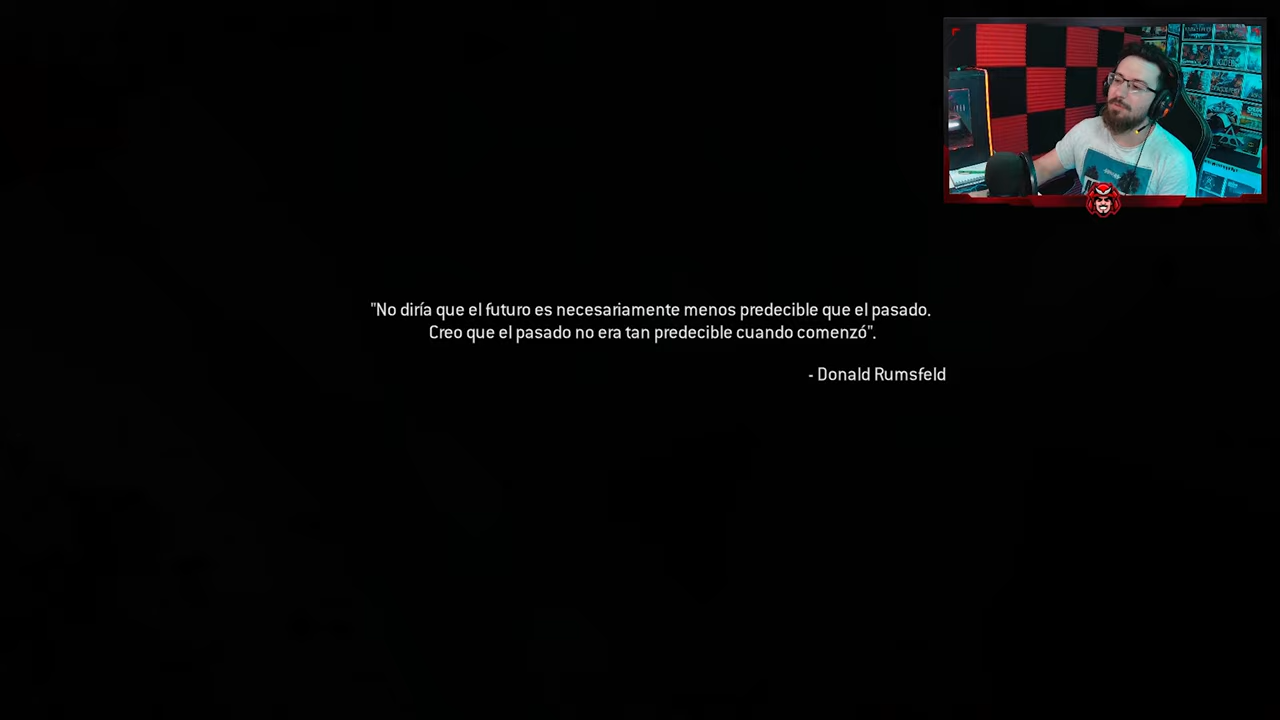 "No diría que el futuro es necesariamente menos predecible que el pasado.
Creo que el pasado no era tan predecible cuando comenzó".
- Donald Rumsfeld